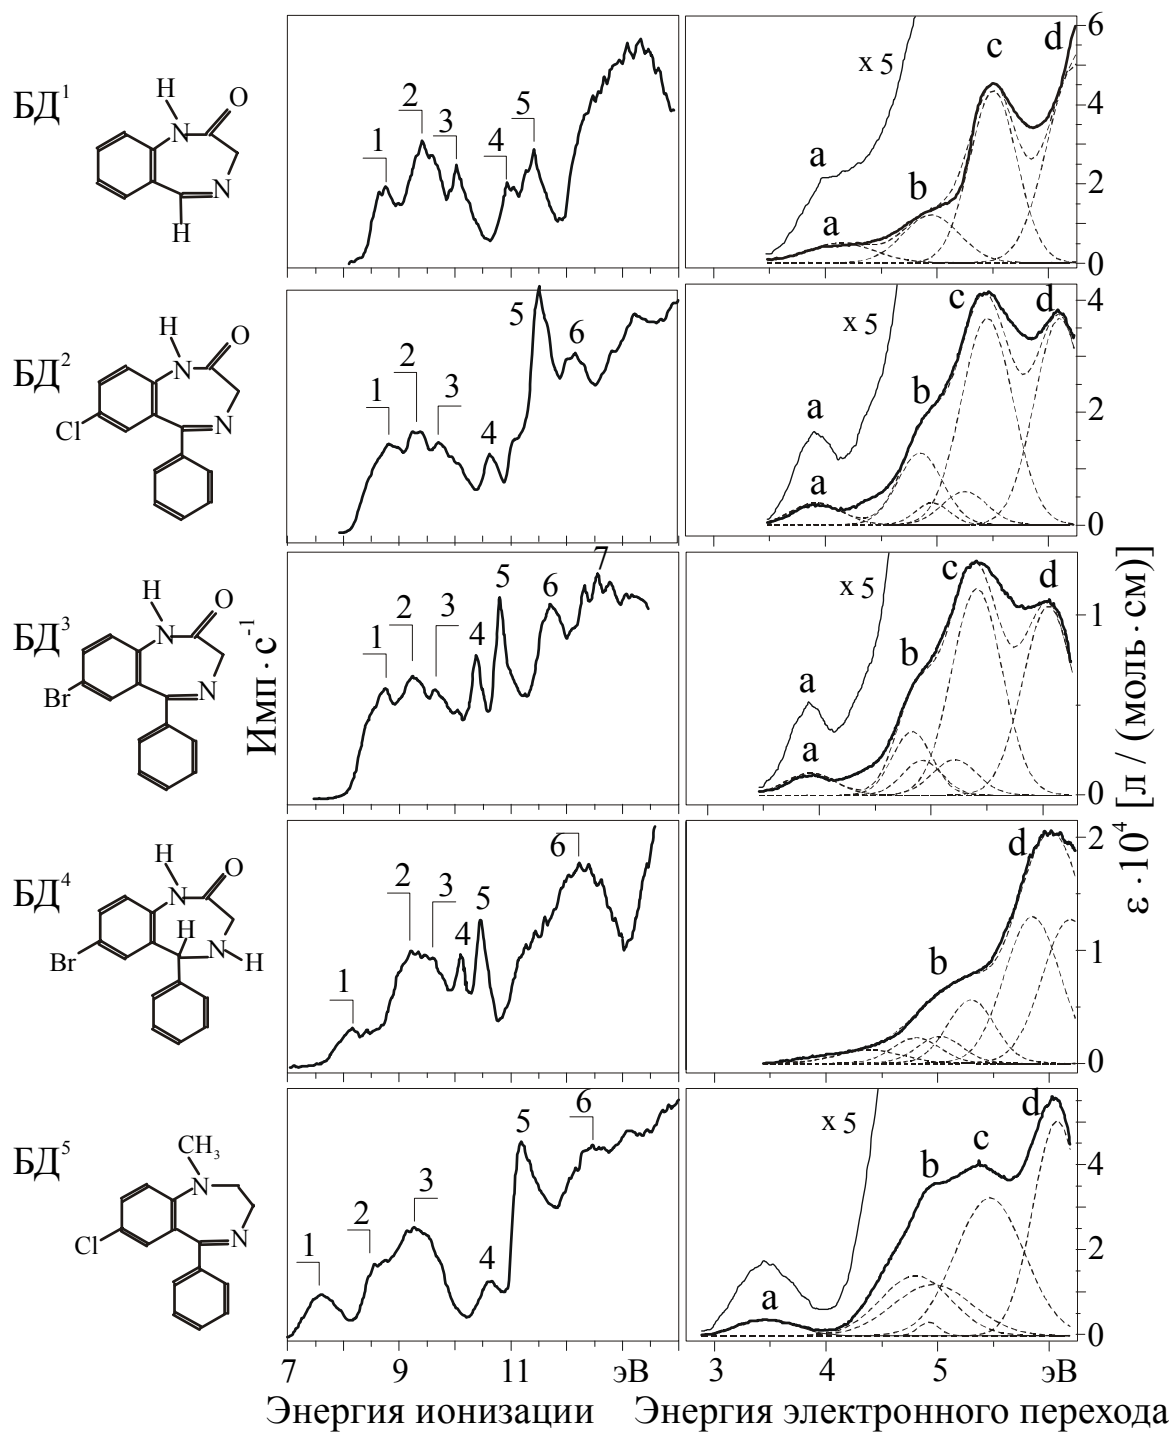 БД¹
H
N
O
N
H
1
2
3
4
5
a
x 5
a
b
c
d
6
4
2
0
БД²
H
N
O
N
Cl
1
2
3
4
5
6
a
x 5
a
b
c
d
4
2
0
БД³
H
N
O
N
Br
1
2
3
4
5
6
7
a
x 5
a
b
c
d
1
0
БД⁴
H
N
O
H
N
H
Br
1
2
3
4
5
6
b
d
2
1
0
БД⁵
CH₃
N
N
Cl
1
2
3
4
5
6
x 5
a
b
c
d
4
2
0
Имп · с⁻¹
ε · 10⁴ [л / (моль · см)]
7 9 11 эВ
3 4 5 эВ
Энергия ионизации Энергия электронного перехода